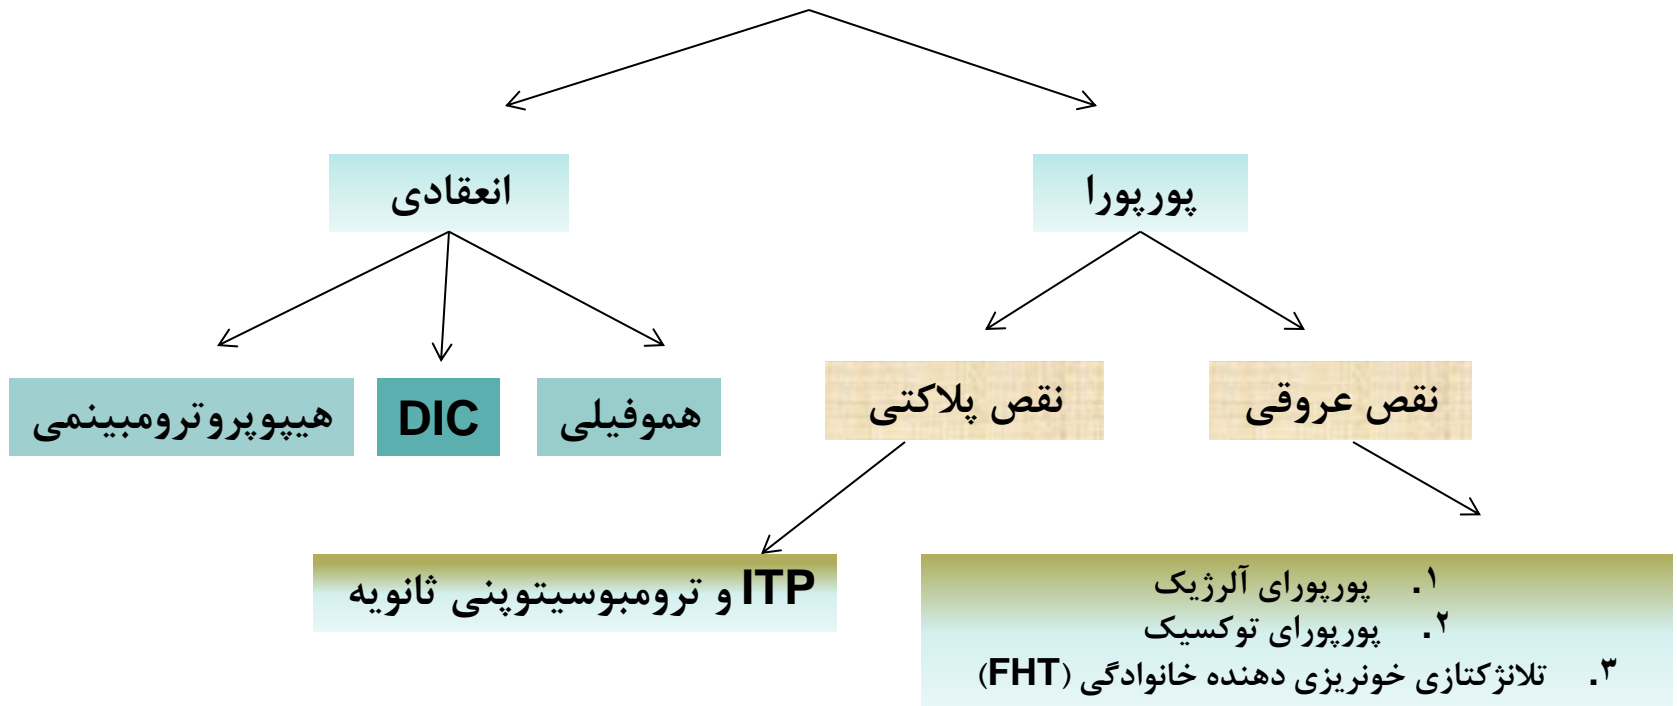 پورپورا
انعقادی
نقص عروقی
نقص پلاکتی
هموفیلی
DIC
هیپوپروترومبینمی
ITP و ترومبوسیتوپنی ثانویه
۱. پورپورای آلرژیک
۲. پورپورای توکسیک
۳. تلانژکتازی خونریزی دهنده خانوادگی (FHT)